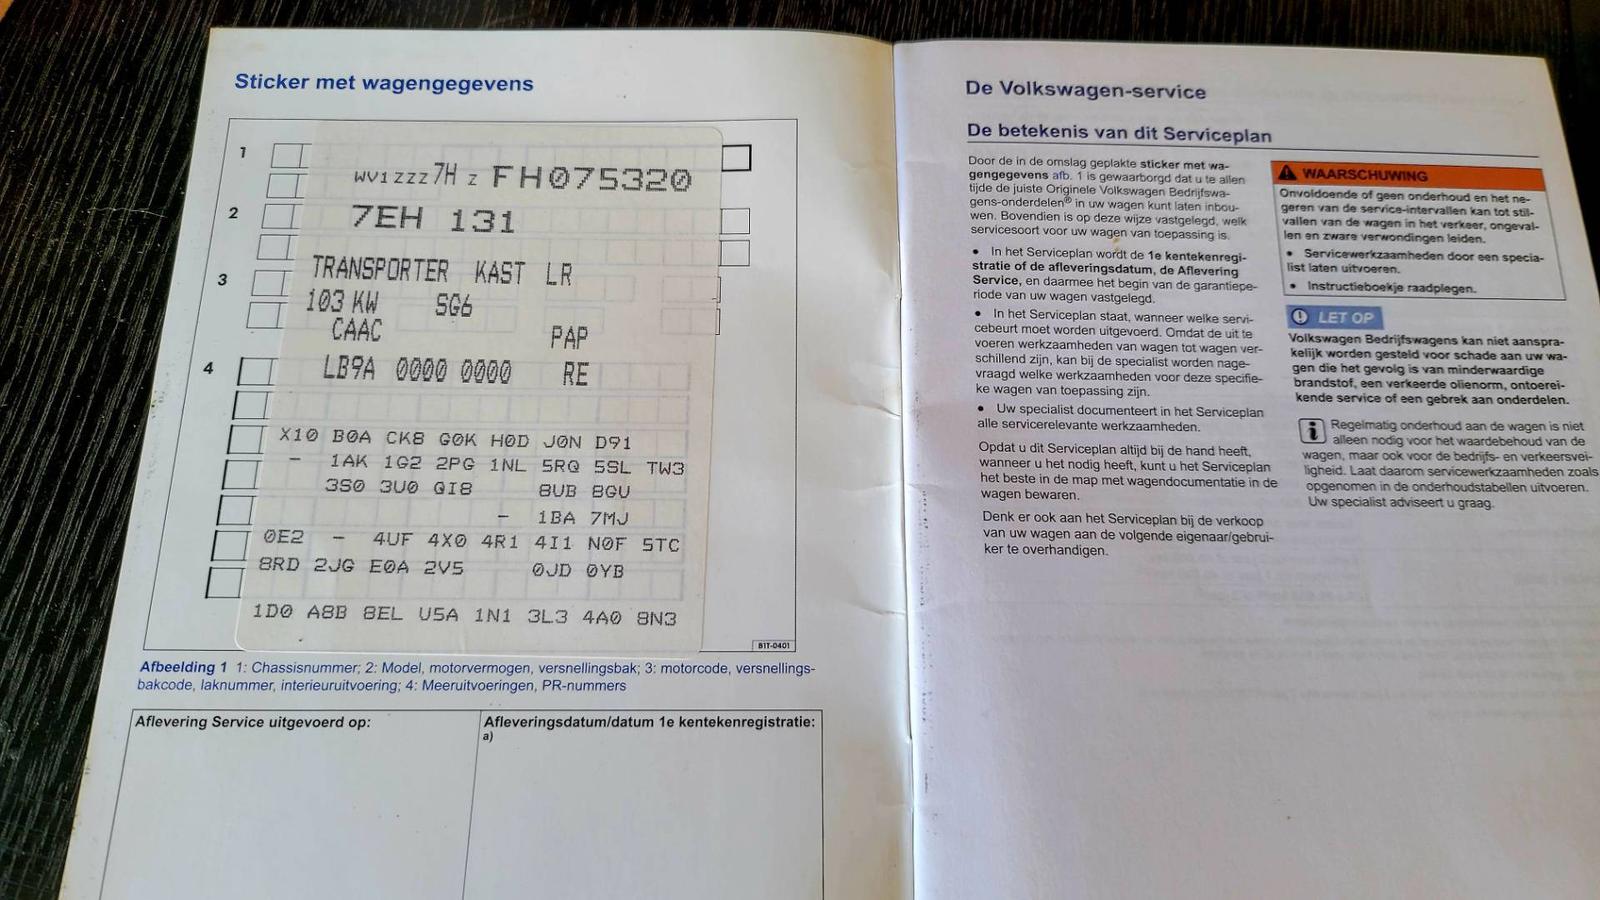 Sticker met wagengegevens
1
WV1ZZZ7H Z FH075320
2
7EH 131
TRANSPORTER KAST LR
3
103 KW SG6
CAAC PAP
4
LB9A 0000 0000 RE
X10 B0A CK8 G0K H0D J0N D91
- 1AK 1G2 2PG 1NL 5RQ 5SL TW3
3S0 3U0 QI8 8UB 8GU
- 1BA 7MJ
0E2 - 4UF 4X0 4R1 4I1 N0F 5TC
8RD 2JG E0A 2V5 0JD 0YB
1D0 A8B 8EL U5A 1N1 3L3 4A0 8N3
B1T-0401
Afbeelding 1 1: Chassisnummer; 2: Model, motorvermogen, versnellingsbak; 3: motorcode, versnellings-
bakcode, laknummer, interieuruitvoering; 4: Meeruitvoeringen, PR-nummers
Aflevering Service uitgevoerd op:
Afleveringsdatum/datum 1e kentekenregistratie:
a)
De Volkswagen-service
De betekenis van dit Serviceplan
Door de in de omslag geplakte sticker met wa-
gengegevens afb. 1 is gewaarborgd dat u te allen
tijde de juiste Originele Volkswagen Bedrijfswa-
gens-onderdelen® in uw wagen kunt laten inbou-
wen. Bovendien is op deze wijze vastgelegd, welk
servicesoort voor uw wagen van toepassing is.
• In het Serviceplan wordt de 1e kentekenregi-
stratie of de afleveringsdatum, de Aflevering
Service, en daarmee het begin van de garantiepe-
riode van uw wagen vastgelegd.
• In het Serviceplan staat, wanneer welke servi-
cebeurt moet worden uitgevoerd. Omdat de uit te
voeren werkzaamheden van wagen tot wagen ver-
schillend zijn, kan bij de specialist worden nage-
vraagd welke werkzaamheden voor deze specifie-
ke wagen van toepassing zijn.
• Uw specialist documenteert in het Serviceplan
alle servicerelevante werkzaamheden.
Opdat u dit Serviceplan altijd bij de hand heeft,
wanneer u het nodig heeft, kunt u het Serviceplan
het beste in de map met wagendocumentatie in de
wagen bewaren.
Denk er ook aan het Serviceplan bij de verkoop
van uw wagen aan de volgende eigenaar/gebrui-
ker te overhandigen.
WAARSCHUWING
Onvoldoende of geen onderhoud en het ne-
geren van de service-intervallen kan tot stil-
vallen van de wagen in het verkeer, ongeval-
len en zware verwondingen leiden.
• Servicewerkzaamheden door een specia-
list laten uitvoeren.
• Instructieboekje raadplegen.
LET OP
Volkswagen Bedrijfswagens kan niet aanspra-
kelijk worden gesteld voor schade aan uw wa-
gen die het gevolg is van minderwaardige
brandstof, een verkeerde olienorm, ontoerei-
kende service of een gebrek aan onderdelen.
Regelmatig onderhoud aan de wagen is niet
alleen nodig voor het waardebehoud van de
wagen, maar ook voor de bedrijfs- en verkeersvei-
ligheid. Laat daarom servicewerkzaamheden zoals
opgenomen in de onderhoudstabellen uitvoeren.
Uw specialist adviseert u graag.